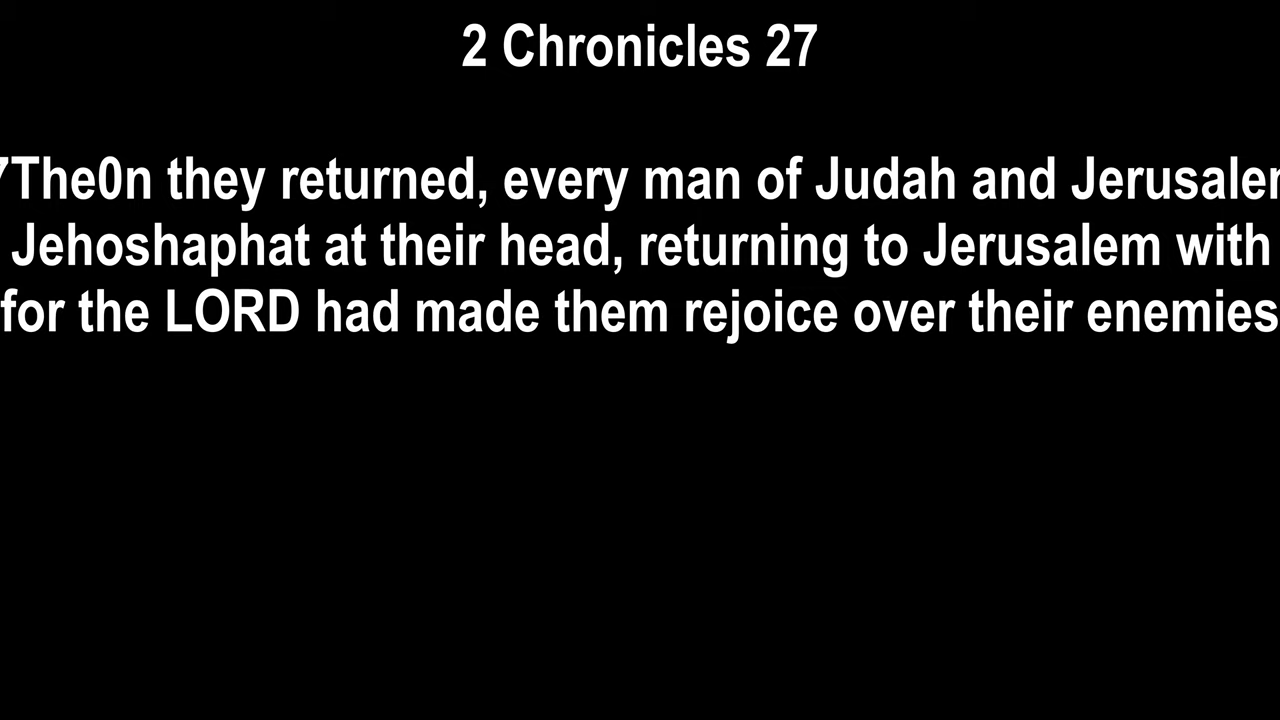 2 Chronicles 27
7The0n they returned, every man of Judah and Jerusalem
Jehoshaphat at their head, returning to Jerusalem with
for the LORD had made them rejoice over their enemies